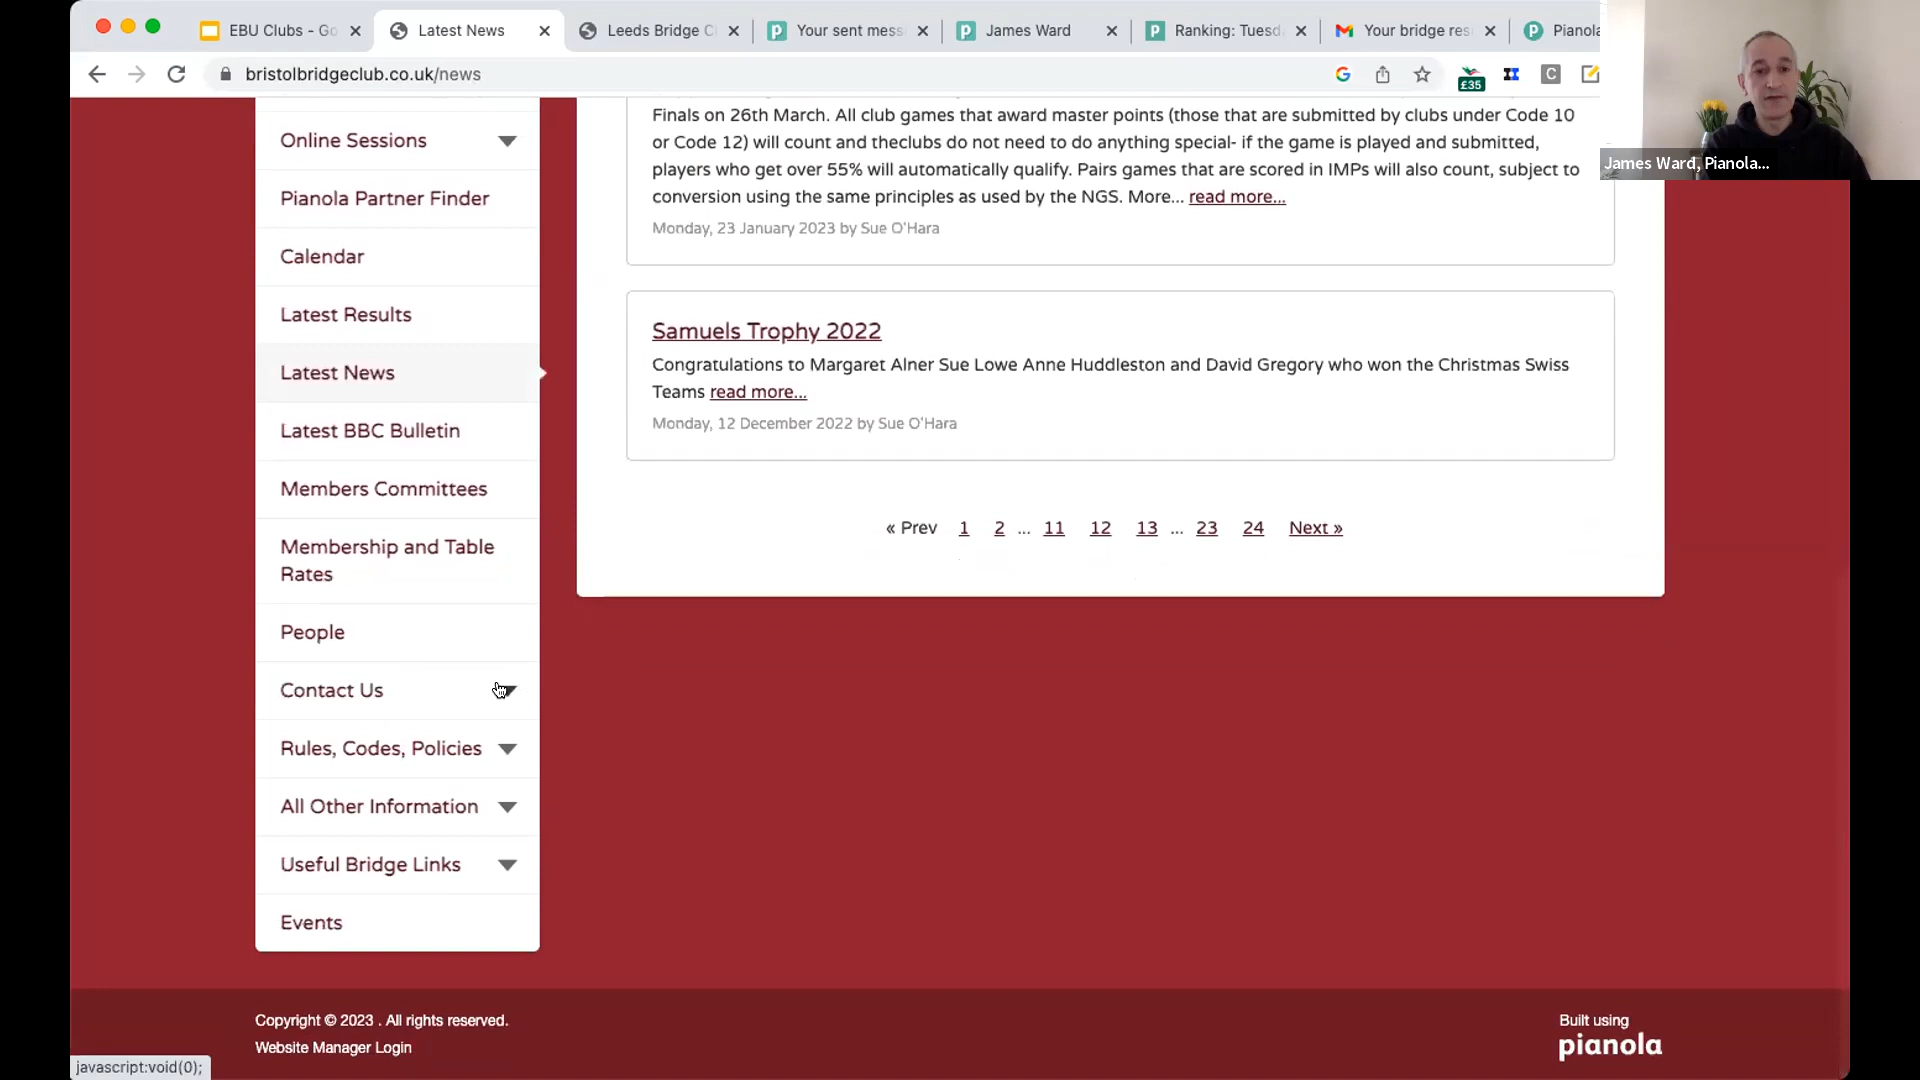 EBU Clubs - Go
Latest News
Leeds Bridge C
Your sent mess
James Ward
Ranking: Tuesd
Your bridge res
Pianola
bristolbridgeclub.co.uk/news
£35
C
James Ward, Pianola...
Online Sessions
Pianola Partner Finder
Calendar
Latest Results
Latest News
Latest BBC Bulletin
Members Committees
Membership and Table
Rates
People
Contact Us
Rules, Codes, Policies
All Other Information
Useful Bridge Links
Events
Finals on 26th March. All club games that award master points (those that are submitted by clubs under Code 10
or Code 12) will count and theclubs do not need to do anything special- if the game is played and submitted,
players who get over 55% will automatically qualify. Pairs games that are scored in IMPs will also count, subject to
conversion using the same principles as used by the NGS. More... read more...
Monday, 23 January 2023 by Sue O'Hara
Samuels Trophy 2022
Congratulations to Margaret Alner Sue Lowe Anne Huddleston and David Gregory who won the Christmas Swiss
Teams read more...
Monday, 12 December 2022 by Sue O'Hara
« Prev 1 2 ... 11 12 13 ... 23 24 Next »
Copyright © 2023 . All rights reserved.
Website Manager Login
Built using
pianola
javascript:void(0);